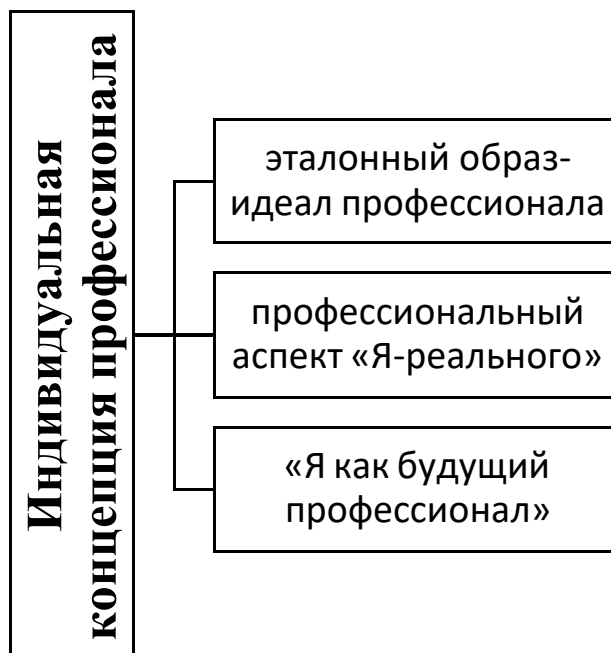 Индивидуальная
концепция профессионала
эталонный образ-
идеал профессионала
профессиональный
аспект «Я-реального»
«Я как будущий
профессионал»